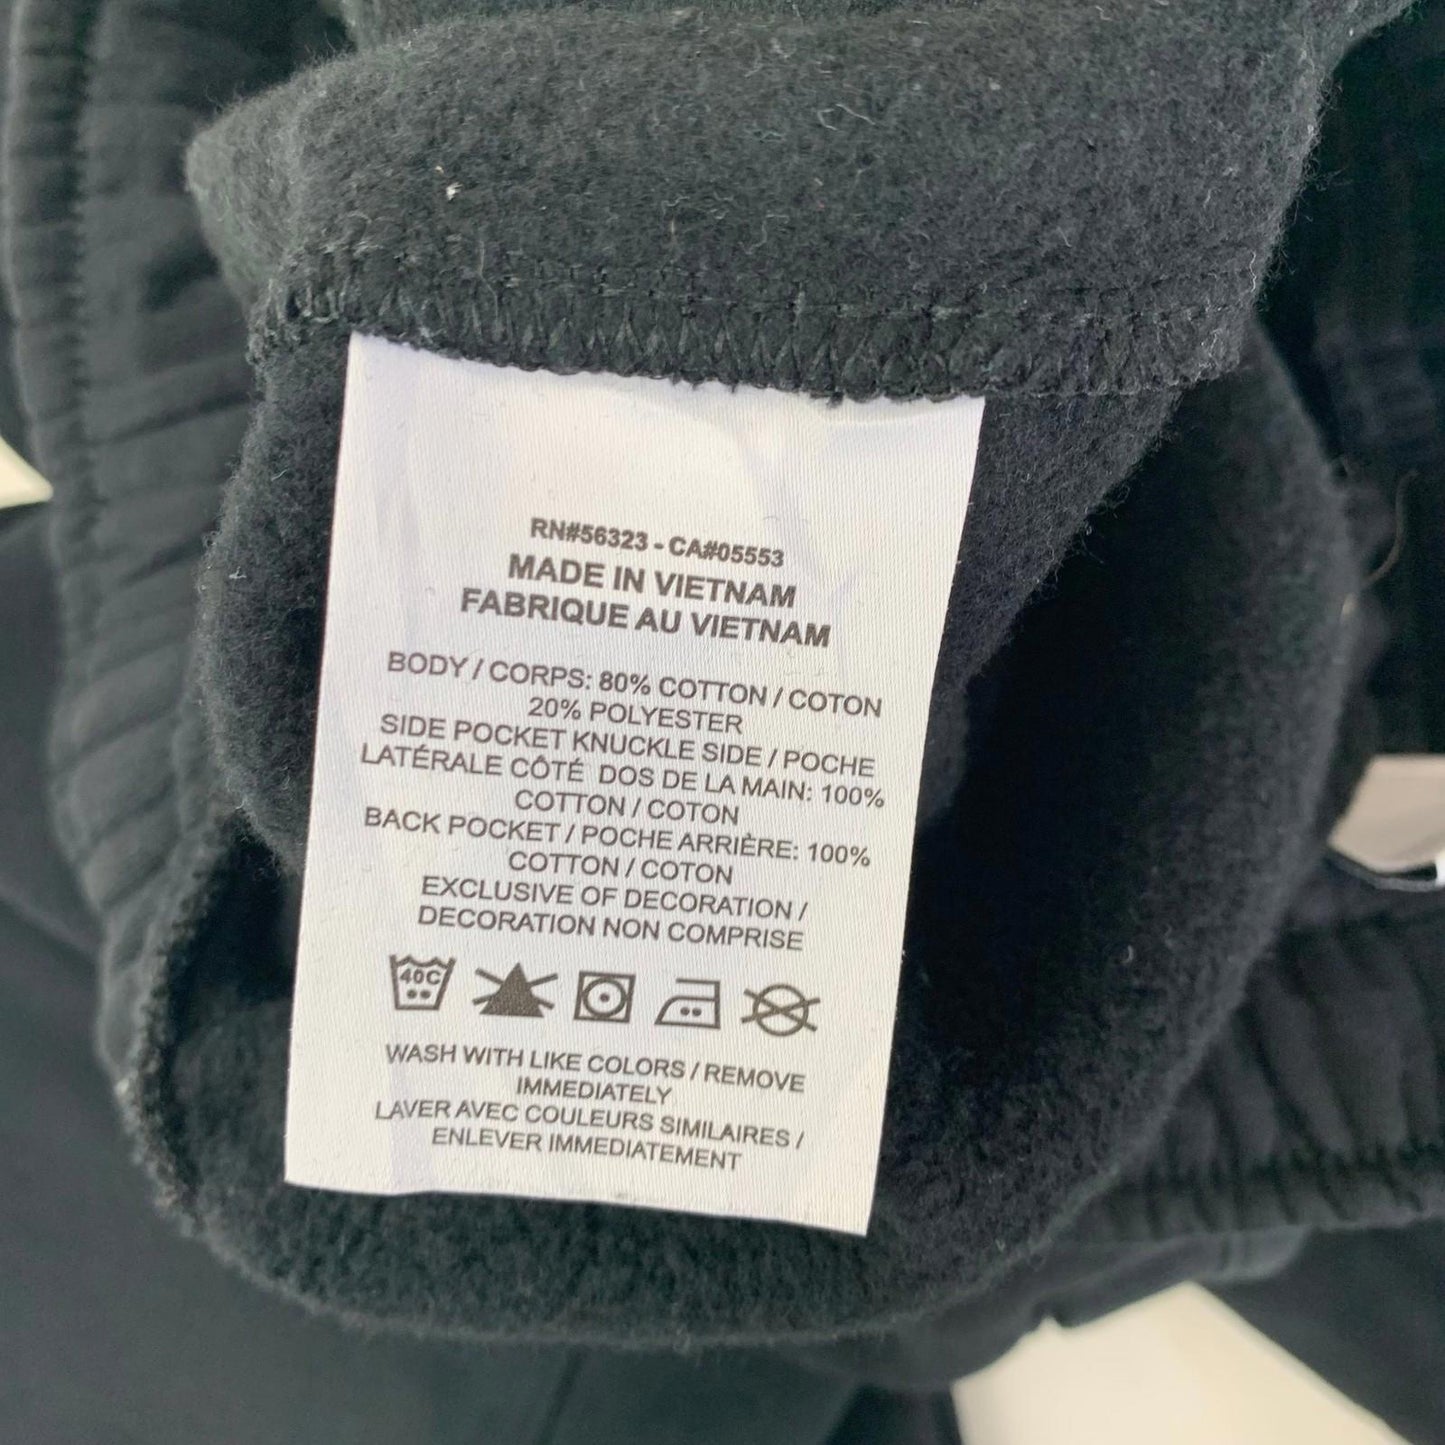 RN#56323 - CA#05553
MADE IN VIETNAM
FABRIQUE AU VIETNAM
BODY / CORPS: 80% COTTON / COTON
20% POLYESTER
SIDE POCKET KNUCKLE SIDE / POCHE
LATÉRALE CÔTÉ DOS DE LA MAIN: 100%
COTTON / COTON
BACK POCKET / POCHE ARRIÈRE: 100%
COTTON / COTON
EXCLUSIVE OF DECORATION /
DECORATION NON COMPRISE
40C
WASH WITH LIKE COLORS / REMOVE
IMMEDIATELY
LAVER AVEC COULEURS SIMILAIRES /
ENLEVER IMMEDIATEMENT